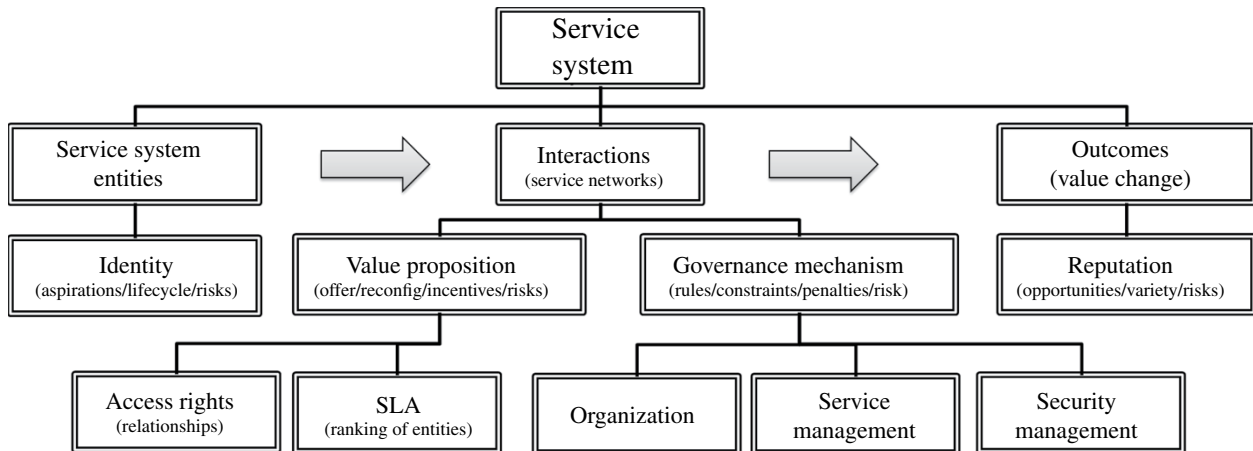 Service
system
Service system
entities
Interactions
(service networks)
Outcomes
(value change)
Identity
(aspirations/lifecycle/risks)
Value proposition
(offer/reconfig/incentives/risks)
Governance mechanism
(rules/constraints/penalties/risk)
Reputation
(opportunities/variety/risks)
Access rights
(relationships)
SLA
(ranking of entities)
Organization
Service
management
Security
management